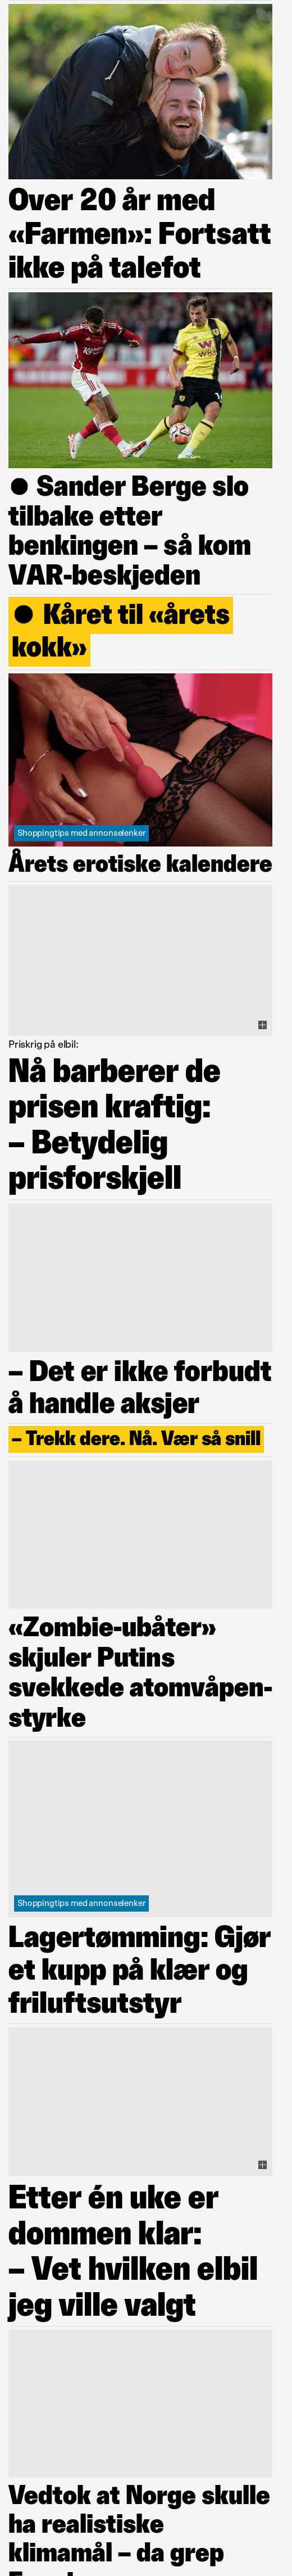 Over 20 år med
«Farmen»: Fortsatt
ikke på talefot
● Sander Berge slo
tilbake etter
benkingen – så kom
VAR-beskjeden
● Kåret til «årets
kokk»
Shoppingtips med annonselenker
Årets erotiske kalendere
Priskrig på elbil:
Nå barberer de
prisen kraftig:
– Betydelig
prisforskjell
– Det er ikke forbudt
å handle aksjer
– Trekk dere. Nå. Vær så snill
«Zombie-ubåter»
skjuler Putins
svekkede atomvåpen-
styrke
Shoppingtips med annonselenker
Lagertømming: Gjør
et kupp på klær og
friluftsutstyr
Etter én uke er
dommen klar:
– Vet hvilken elbil
jeg ville valgt
Vedtok at Norge skulle
ha realistiske
klimamål – da grep